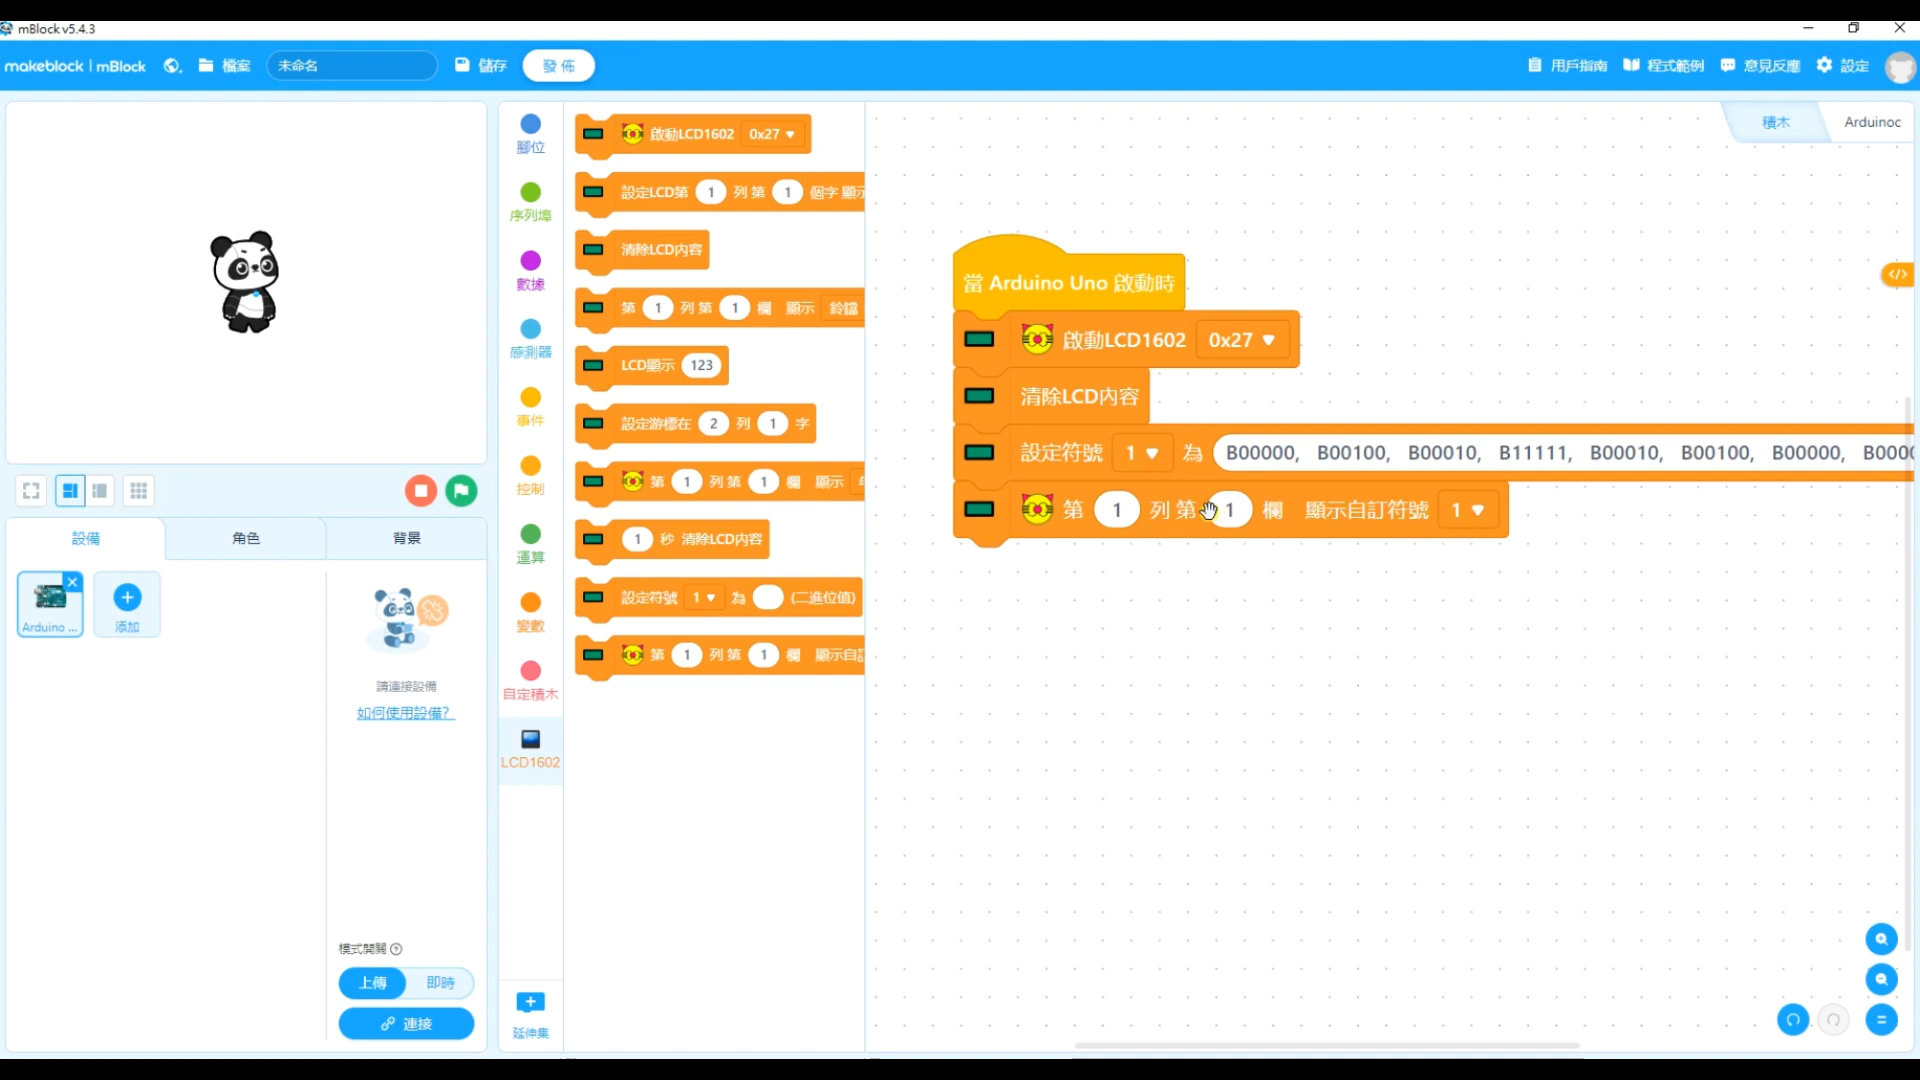 mBlock v5.4.3
makeblock | mBlock 檔案 未命名 儲存 發佈 用戶指南 程式範例 意見反應 設定
積木 Arduinoc
腳位
序列埠
數據
感測器
事件
控制
運算
變數
自定積木
LCD1602
延伸集
啟動LCD1602 0x27
設定LCD第 1 列 第 1 個字 顯示
清除LCD內容
第 1 列 第 1 欄 顯示 鈴鐺
LCD顯示 123
設定游標在 2 列 1 字
第 1 列 第 1 欄 顯示
1 秒 清除LCD內容
設定符號 1 為 (二進位值)
第 1 列 第 1 欄 顯示自訂
當 Arduino Uno 啟動時
啟動LCD1602 0x27
清除LCD內容
設定符號 1 為 B00000, B00100, B00010, B11111, B00010, B00100, B00000, B000
第 1 列 第 1 欄 顯示自訂符號 1
設備 角色 背景
Arduino ...
添加
請連接設備
如何使用設備?
模式開關
上傳 即時
連接